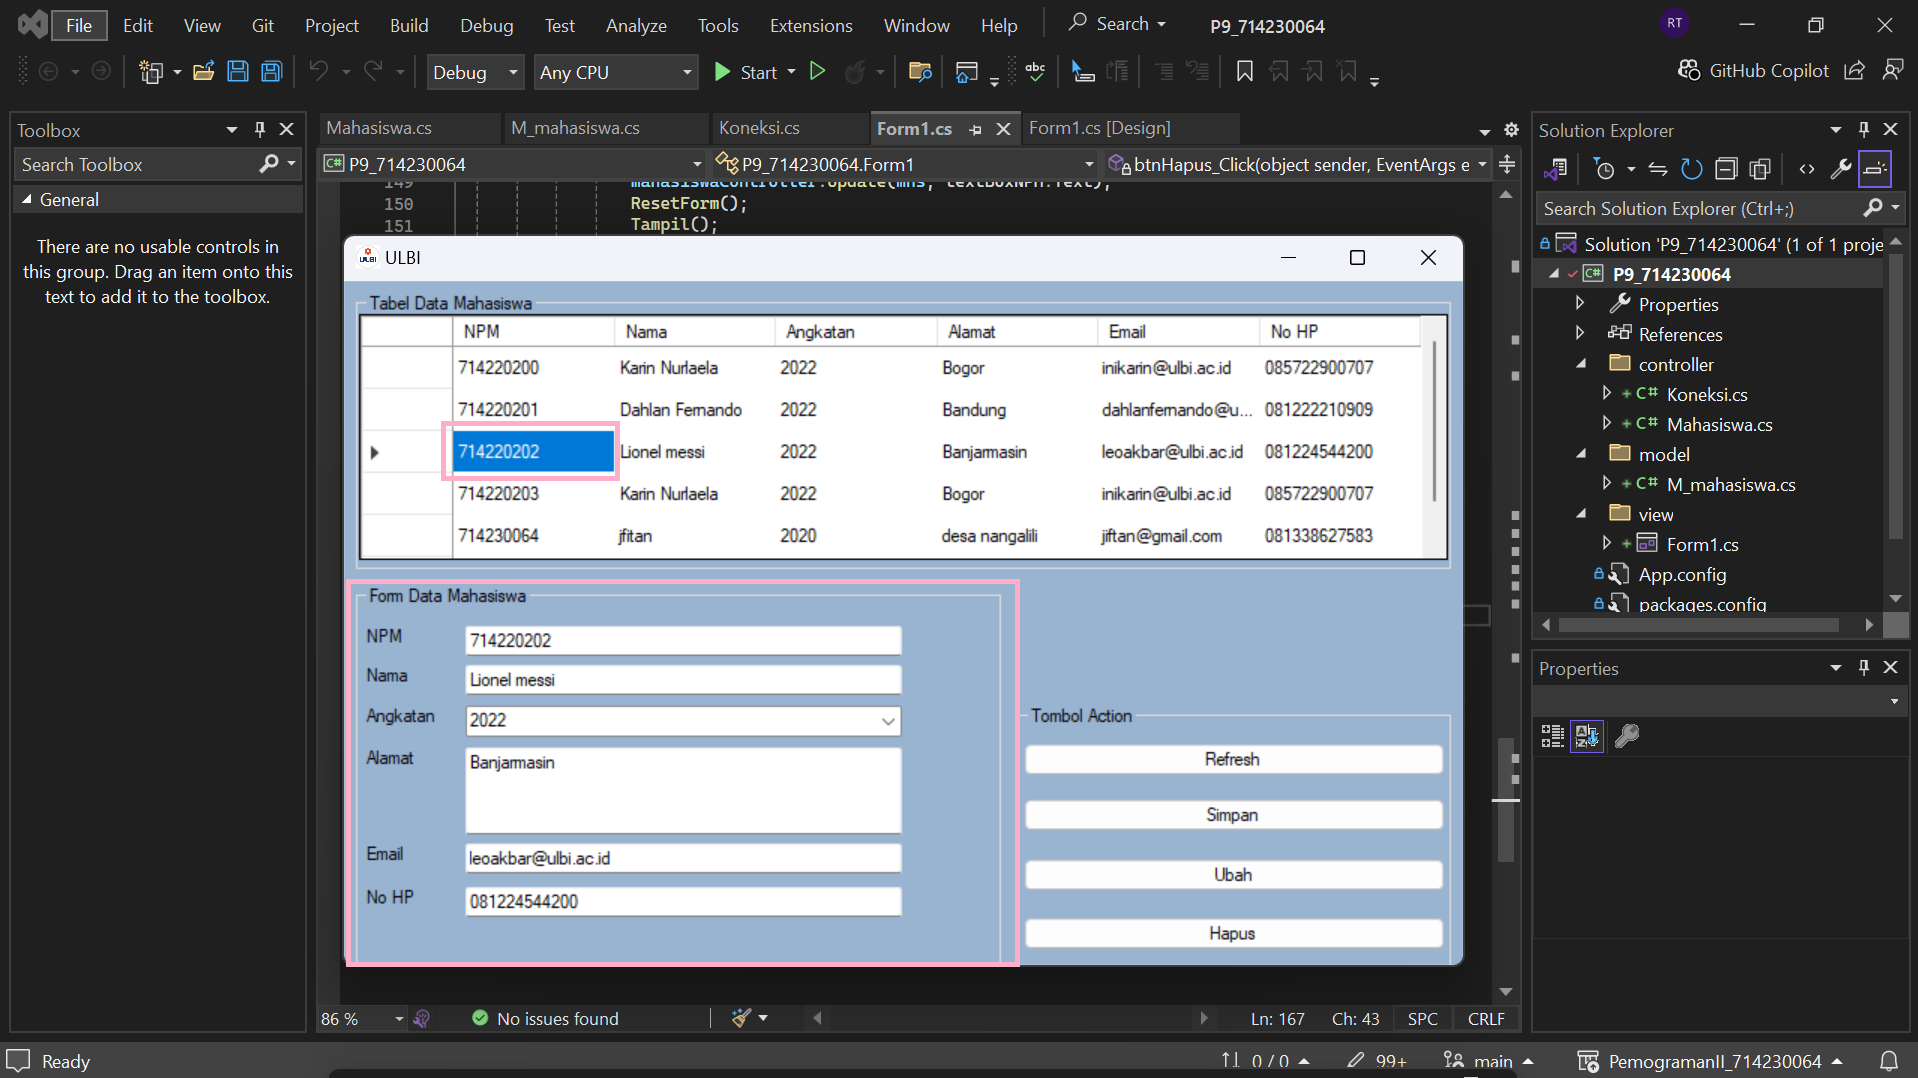 File Edit View Git Project Build Debug Test Analyze Tools Extensions Window Help Search P9_714230064 RT
Debug Any CPU Start GitHub Copilot
Toolbox
Search Toolbox
General
There are no usable controls in
this group. Drag an item onto this
text to add it to the toolbox.
Mahasiswa.cs M_mahasiswa.cs Koneksi.cs Form1.cs Form1.cs [Design]
C# P9_714230064 P9_714230064.Form1 btnHapus_Click(object sender, EventArgs e
149 mahasiswaController.Update(mhs, textBoxNPM.Text);
150 ResetForm();
151 Tampil();
ULBI ULBI
Tabel Data Mahasiswa
NPM Nama Angkatan Alamat Email No HP
714220200 Karin Nurlaela 2022 Bogor inikarin@ulbi.ac.id 085722900707
714220201 Dahlan Fernando 2022 Bandung dahlanfernando@u... 081222210909
714220202 Lionel messi 2022 Banjarmasin leoakbar@ulbi.ac.id 081224544200
714220203 Karin Nurlaela 2022 Bogor inikarin@ulbi.ac.id 085722900707
714230064 jfitan 2020 desa nangalili jiftan@gmail.com 081338627583
Form Data Mahasiswa
NPM 714220202
Nama Lionel messi
Angkatan 2022
Alamat Banjarmasin
Email leoakbar@ulbi.ac.id
No HP 081224544200
Tombol Action
Refresh
Simpan
Ubah
Hapus
86 % No issues found Ln: 167 Ch: 43 SPC CRLF
Solution Explorer
Search Solution Explorer (Ctrl+;)
Solution 'P9_714230064' (1 of 1 proje
C# P9_714230064
Properties
References
controller
C# Koneksi.cs
C# Mahasiswa.cs
model
C# M_mahasiswa.cs
view
Form1.cs
App.config
packages.config
Properties
Ready 0 / 0 99+ main PemogramanII_714230064